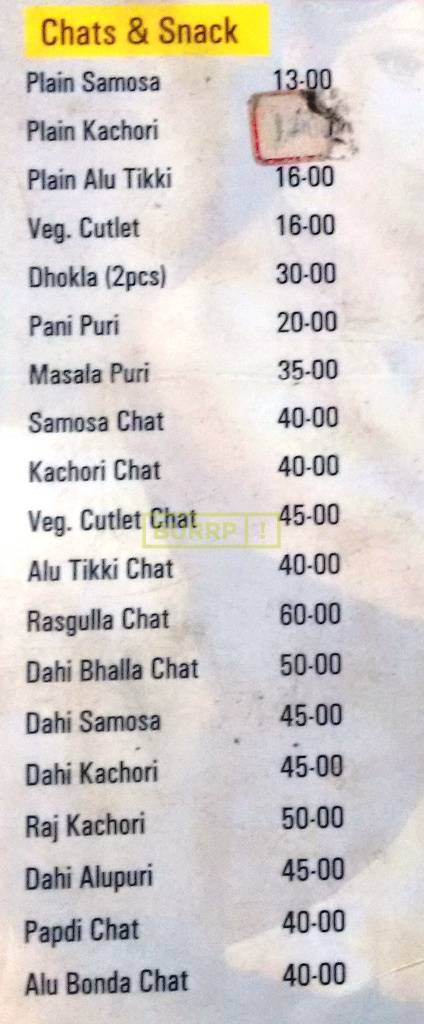 Chats & Snack
Plain Samosa 13-00
Plain Kachori
Plain Alu Tikki 16-00
Veg. Cutlet 16-00
Dhokla (2pcs) 30-00
Pani Puri 20-00
Masala Puri 35-00
Samosa Chat 40-00
Kachori Chat 40-00
Veg. Cutlet Chat 45-00
BURRP!
Alu Tikki Chat 40-00
Rasgulla Chat 60-00
Dahi Bhalla Chat 50-00
Dahi Samosa 45-00
Dahi Kachori 45-00
Raj Kachori 50-00
Dahi Alupuri 45-00
Papdi Chat 40-00
Alu Bonda Chat 40-00